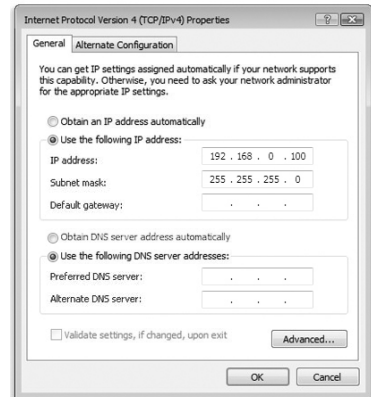 Internet Protocol Version 4 (TCP/IPv4) Properties
General Alternate Configuration
You can get IP settings assigned automatically if your network supports
this capability. Otherwise, you need to ask your network administrator
for the appropriate IP settings.
Obtain an IP address automatically
Use the following IP address:
IP address: 192 . 168 . 0 . 100
Subnet mask: 255 . 255 . 255 . 0
Default gateway: . . .
Obtain DNS server address automatically
Use the following DNS server addresses:
Preferred DNS server: . . .
Alternate DNS server: . . .
Validate settings, if changed, upon exit
Advanced...
OK Cancel